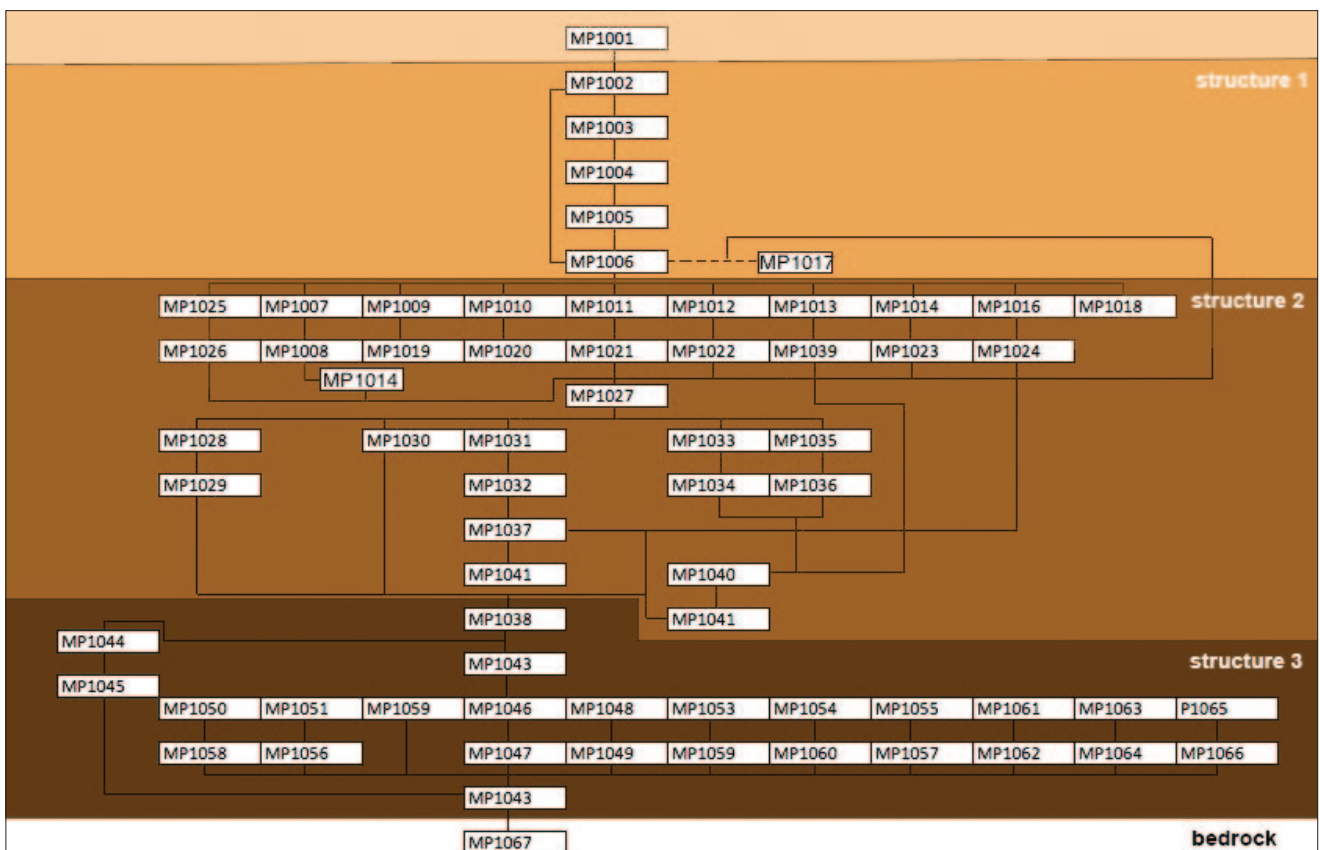 MP1001
MP1002 structure 1
MP1003
MP1004
MP1005
MP1006 MP1017
MP1025 MP1007 MP1009 MP1010 MP1011 MP1012 MP1013 MP1014 MP1016 MP1018 structure 2
MP1026 MP1008 MP1019 MP1020 MP1021 MP1022 MP1039 MP1023 MP1024
MP1014
MP1027
MP1028 MP1030 MP1031 MP1033 MP1035
MP1029 MP1032 MP1034 MP1036
MP1037
MP1041 MP1040
MP1038 MP1041
MP1044
MP1043 structure 3
MP1045
MP1050 MP1051 MP1059 MP1046 MP1048 MP1053 MP1054 MP1055 MP1061 MP1063 P1065
MP1058 MP1056 MP1047 MP1049 MP1059 MP1060 MP1057 MP1062 MP1064 MP1066
MP1043
MP1067 bedrock